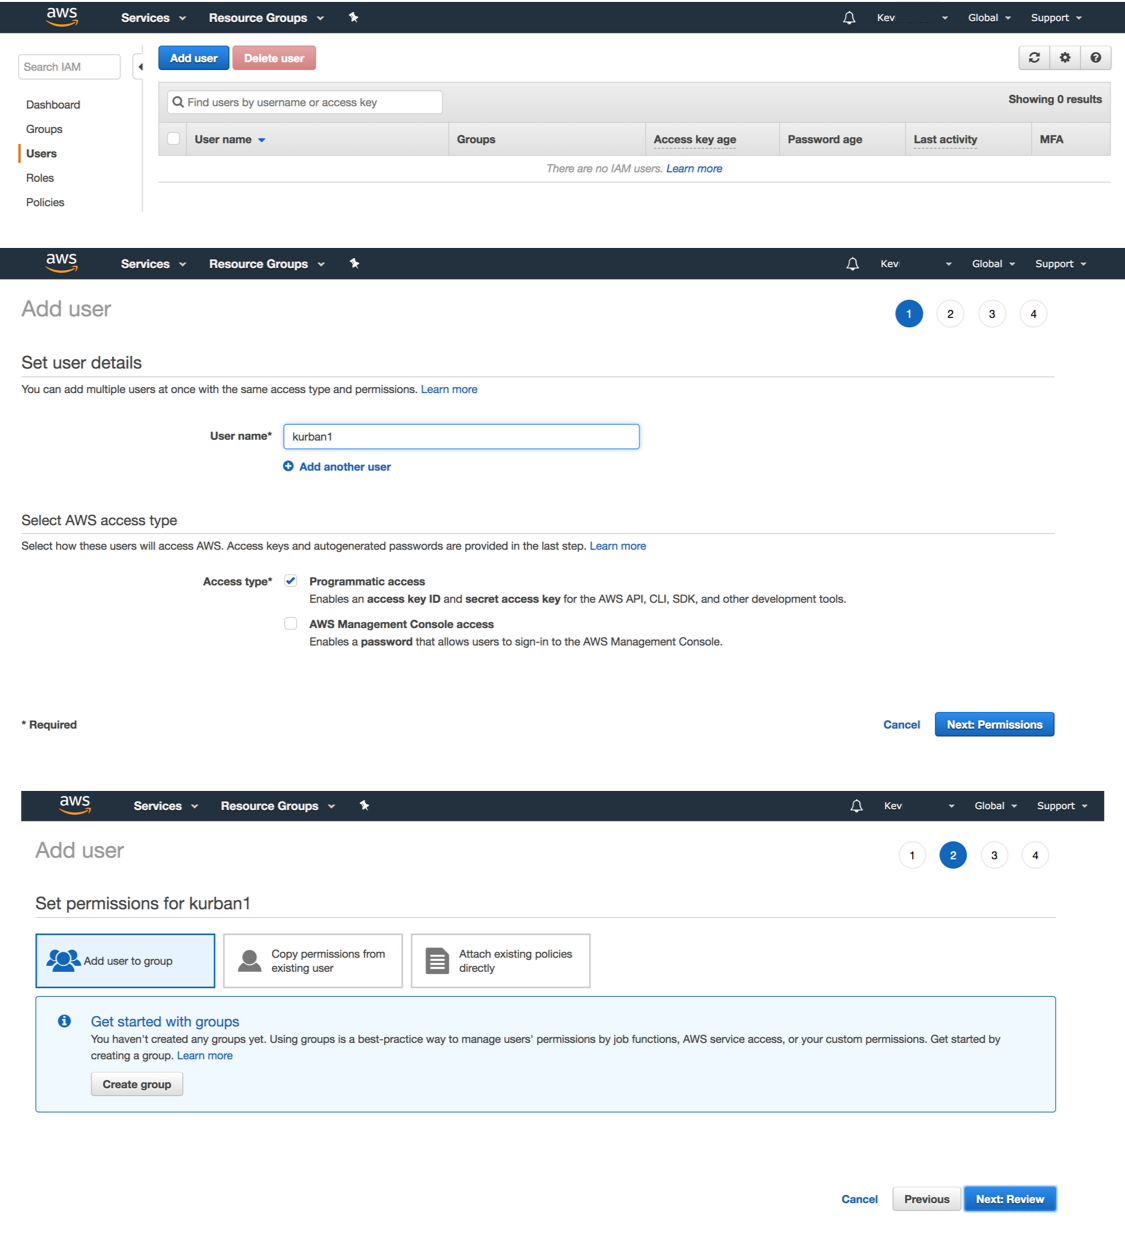 aws Services Resource Groups Kev Global Support
Search IAM
Add user Delete user
Find users by username or access key
Showing 0 results
Dashboard
Groups
Users
Roles
Policies
User name Groups Access key age Password age Last activity MFA
There are no IAM users. Learn more
aws Services Resource Groups Kev Global Support
Add user
1 2 3 4
Set user details
You can add multiple users at once with the same access type and permissions. Learn more
User name* kurban1
Add another user
Select AWS access type
Select how these users will access AWS. Access keys and autogenerated passwords are provided in the last step. Learn more
Access type* Programmatic access
Enables an access key ID and secret access key for the AWS API, CLI, SDK, and other development tools.
AWS Management Console access
Enables a password that allows users to sign-in to the AWS Management Console.
* Required
Cancel Next: Permissions
aws Services Resource Groups Kev Global Support
Add user
1 2 3 4
Set permissions for kurban1
Add user to group
Copy permissions from
existing user
Attach existing policies
directly
Get started with groups
You haven't created any groups yet. Using groups is a best-practice way to manage users' permissions by job functions, AWS service access, or your custom permissions. Get started by
creating a group. Learn more
Create group
Cancel Previous Next: Review